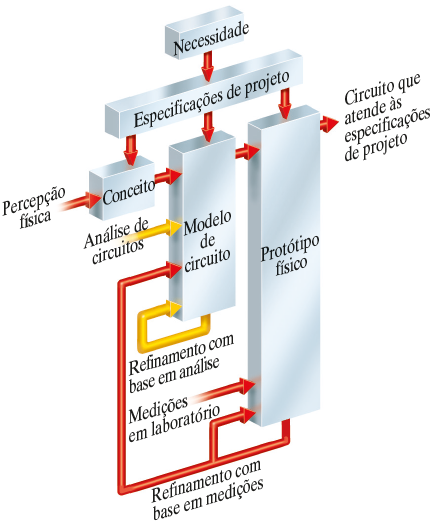 Necessidade
Especificações de projeto
Circuito que
atende às
especificações
de projeto
Conceito
Percepção
física
Análise de
circuitos
Modelo
de
circuito
Protótipo
físico
Refinamento com
base em análise
Medições
em laboratório
Refinamento com
base em medições